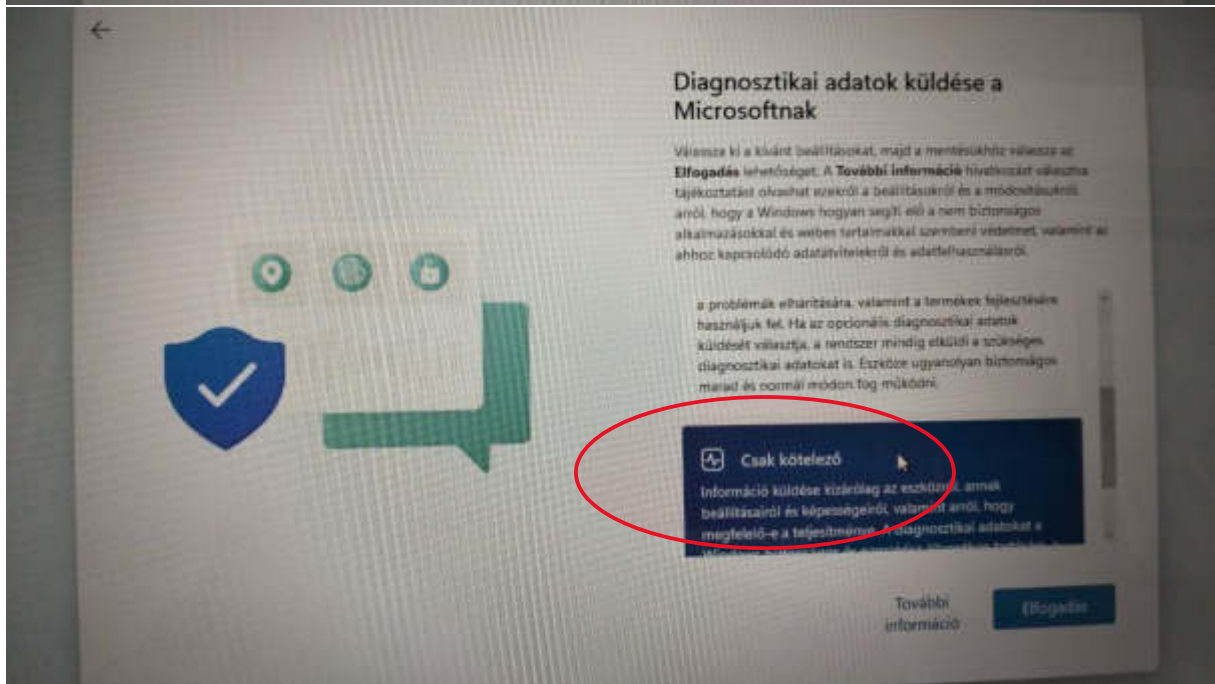 Diagnosztikai adatok küldése a
Microsoftnak
Válassza ki a kívánt beállításokat, majd a mentésükhöz válassza az
Elfogadás lehetőséget. A További információ hivatkozást választva
tájékoztatást olvashat ezekről a beállításokról és a módosításukról,
arról, hogy a Windows hogyan segíti elő a nem biztonságos
alkalmazásokkal és webes tartalmakkal szembeni védelmet, valamint az
ahhoz kapcsolódó adatátvitelekről és adatfelhasználásról.
a problémák elhárítására, valamint a termékek fejlesztésére
használjuk fel. Ha az opcionális diagnosztikai adatok
küldését választja, a rendszer mindig elküldi a szükséges
diagnosztikai adatokat is. Eszköze ugyanolyan biztonságos
marad és normál módon fog működni.
Csak kötelező
Információ küldése kizárólag az eszközről, annak
beállításairól és képességeiről, valamint arról, hogy
megfelelő-e a teljesítménye. A diagnosztikai adatokat a
További
információ
Elfogadás